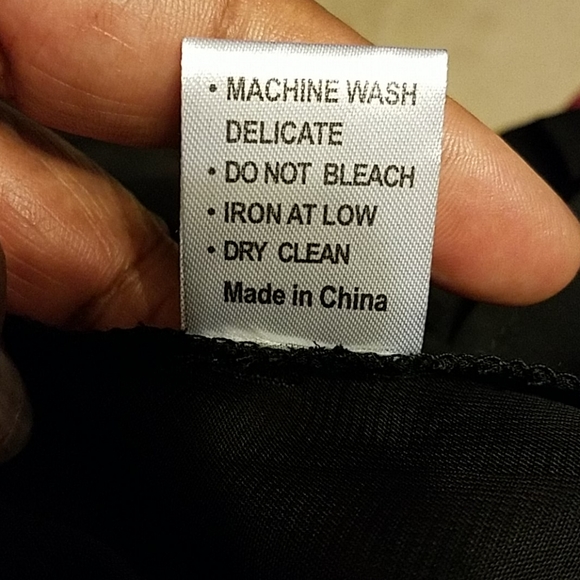 • MACHINE WASH
DELICATE
• DO NOT BLEACH
• IRON AT LOW
• DRY CLEAN
Made in China